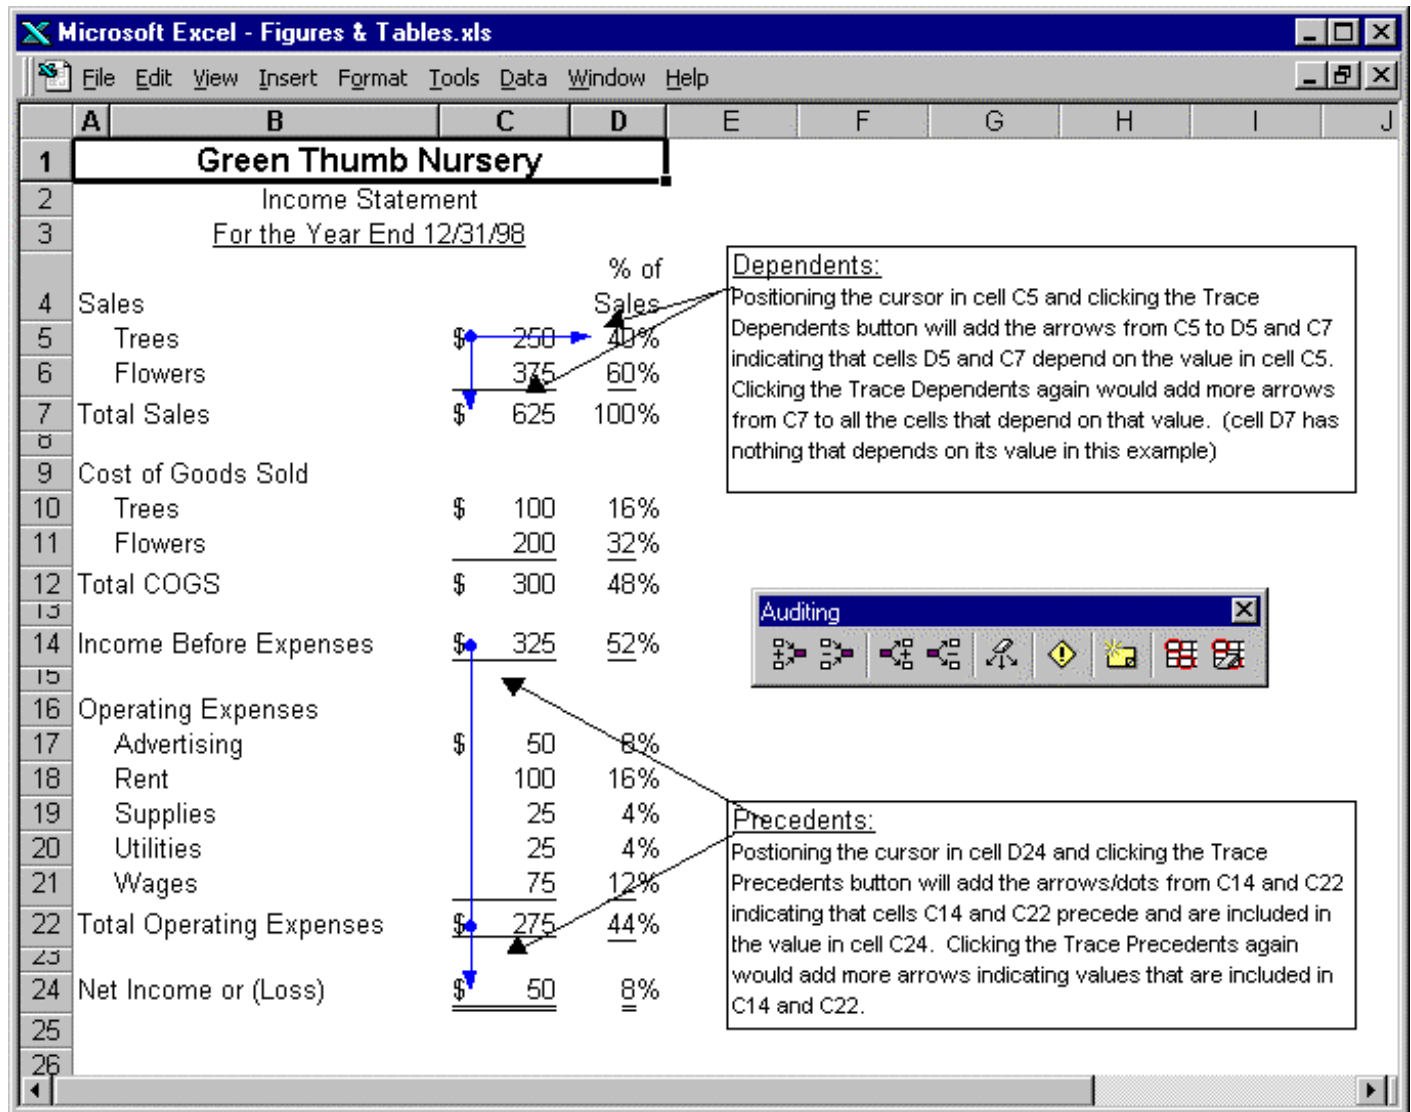 Microsoft Excel - Figures & Tables.xls
File Edit View Insert Format Tools Data Window Help
A B C D E F G H I J
1 Green Thumb Nursery
2 Income Statement
3 For the Year End 12/31/98
% of
4 Sales Sales
5 Trees $ 250 40%
6 Flowers 375 60%
7 Total Sales $ 625 100%
8
9 Cost of Goods Sold
10 Trees $ 100 16%
11 Flowers 200 32%
12 Total COGS $ 300 48%
13
14 Income Before Expenses $ 325 52%
15
16 Operating Expenses
17 Advertising $ 50 8%
18 Rent 100 16%
19 Supplies 25 4%
20 Utilities 25 4%
21 Wages 75 12%
22 Total Operating Expenses $ 275 44%
23
24 Net Income or (Loss) $ 50 8%
25
26
Dependents:
Positioning the cursor in cell C5 and clicking the Trace
Dependents button will add the arrows from C5 to D5 and C7
indicating that cells D5 and C7 depend on the value in cell C5.
Clicking the Trace Dependents again would add more arrows
from C7 to all the cells that depend on that value. (cell D7 has
nothing that depends on its value in this example)
Auditing
Precedents:
Postioning the cursor in cell D24 and clicking the Trace
Precedents button will add the arrows/dots from C14 and C22
indicating that cells C14 and C22 precede and are included in
the value in cell C24. Clicking the Trace Precedents again
would add more arrows indicating values that are included in
C14 and C22.